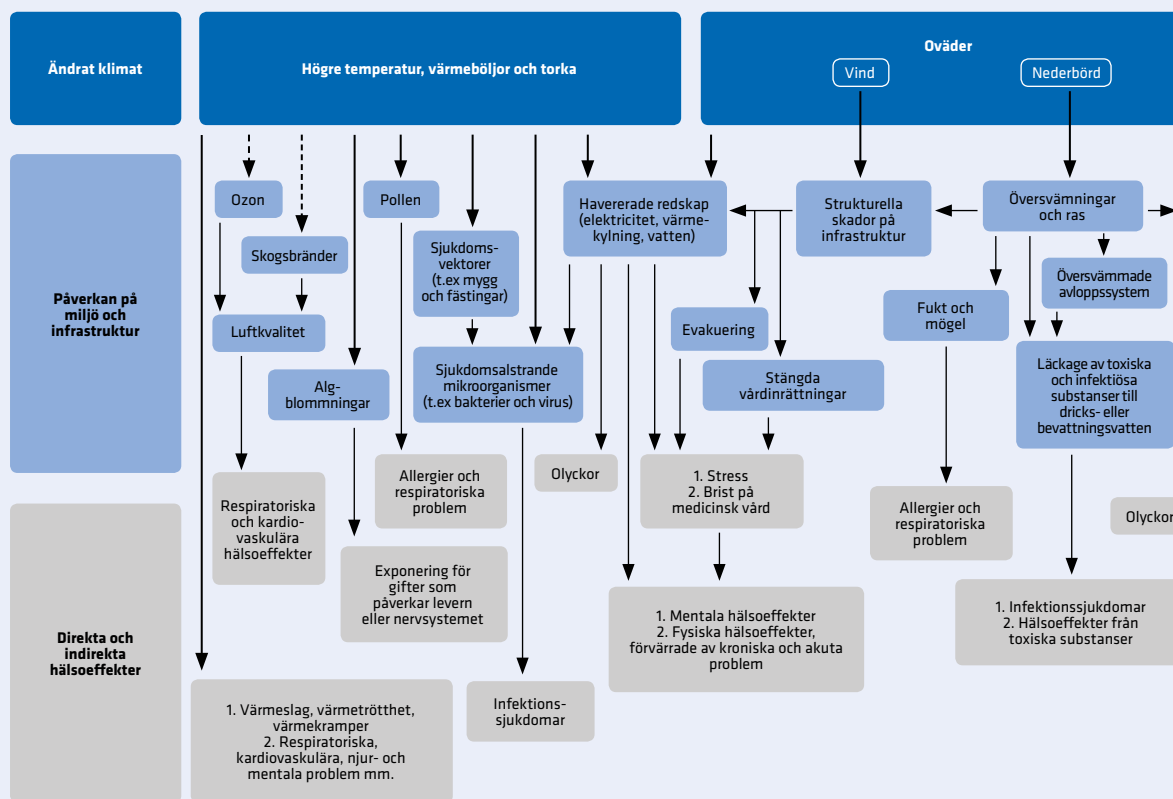 Ändrat klimat
Högre temperatur, värmeböljor och torka
Oväder
Vind
Nederbörd
Påverkan på
miljö och
infrastruktur
Ozon
Skogsbränder
Luftkvalitet
Alg-
blommningar
Pollen
Sjukdoms-
vektorer
(t.ex mygg
och fästingar)
Sjukdomsalstrande
mikroorganismer
(t.ex bakterier och virus)
Havererade redskap
(elektricitet, värme-
kylning, vatten)
Strukturella
skador på
infrastruktur
Översvämningar
och ras
Evakuering
Stängda
vårdinrättningar
Fukt och
mögel
Översvämmade
avloppssystem
Läckage av toxiska
och infektiösa
substanser till
dricks- eller
bevattningsvatten
Direkta och
indirekta
hälsoeffekter
Respiratoriska
och kardio-
vaskulära
hälsoeffekter
Allergier och
respiratoriska
problem
Olyckor
1. Stress
2. Brist på
medicinsk vård
Allergier och
respiratoriska
problem
Olyckor
Exponering för
gifter som
påverkar levern
eller nervsystemet
1. Mentala hälsoeffekter
2. Fysiska hälsoeffekter,
förvärrade av kroniska och akuta
problem
1. Infektionssjukdomar
2. Hälsoeffekter från
toxiska substanser
1. Värmeslag, värmetrötthet,
värmekramper
2. Respiratoriska,
kardiovaskulära, njur- och
mentala problem mm.
Infektions-
sjukdomar